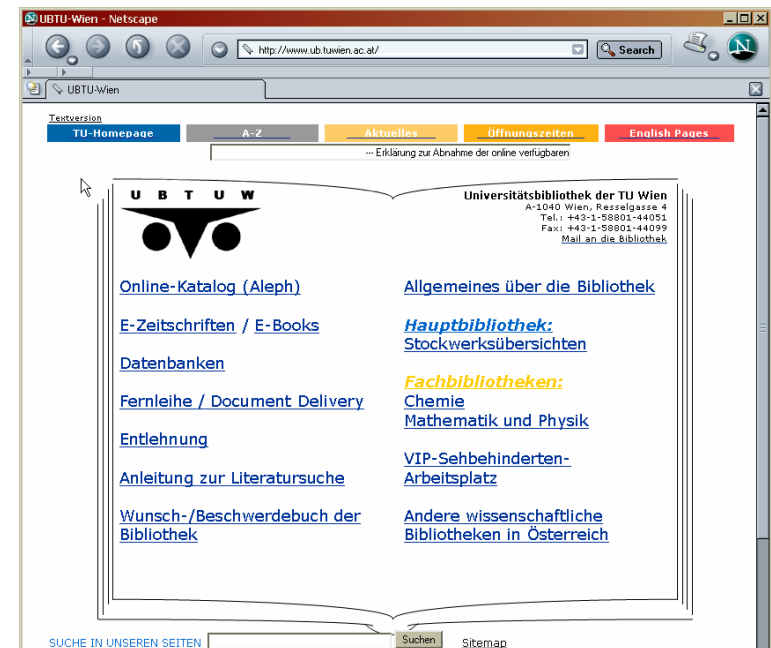 UBTU-Wien - Netscape
http://www.ub.tuwien.ac.at/
Search
N
UBTU-Wien
Textversion
TU-Homepage A-Z Aktuelles Öffnungszeiten English Pages
--- Erklärung zur Abnahme der online verfügbaren
U B T U W
Universitätsbibliothek der TU Wien
A-1040 Wien, Resselgasse 4
Tel.: +43-1-58801-44051
Fax: +43-1-58801-44099
Mail an die Bibliothek
Online-Katalog (Aleph)
E-Zeitschriften / E-Books
Datenbanken
Fernleihe / Document Delivery
Entlehnung
Anleitung zur Literatursuche
Wunsch-/Beschwerdebuch der
Bibliothek
Allgemeines über die Bibliothek
Hauptbibliothek:
Stockwerksübersichten
Fachbibliotheken:
Chemie
Mathematik und Physik
VIP-Sehbehinderten-
Arbeitsplatz
Andere wissenschaftliche
Bibliotheken in Österreich
SUCHE IN UNSEREN SEITEN Suchen Sitemap